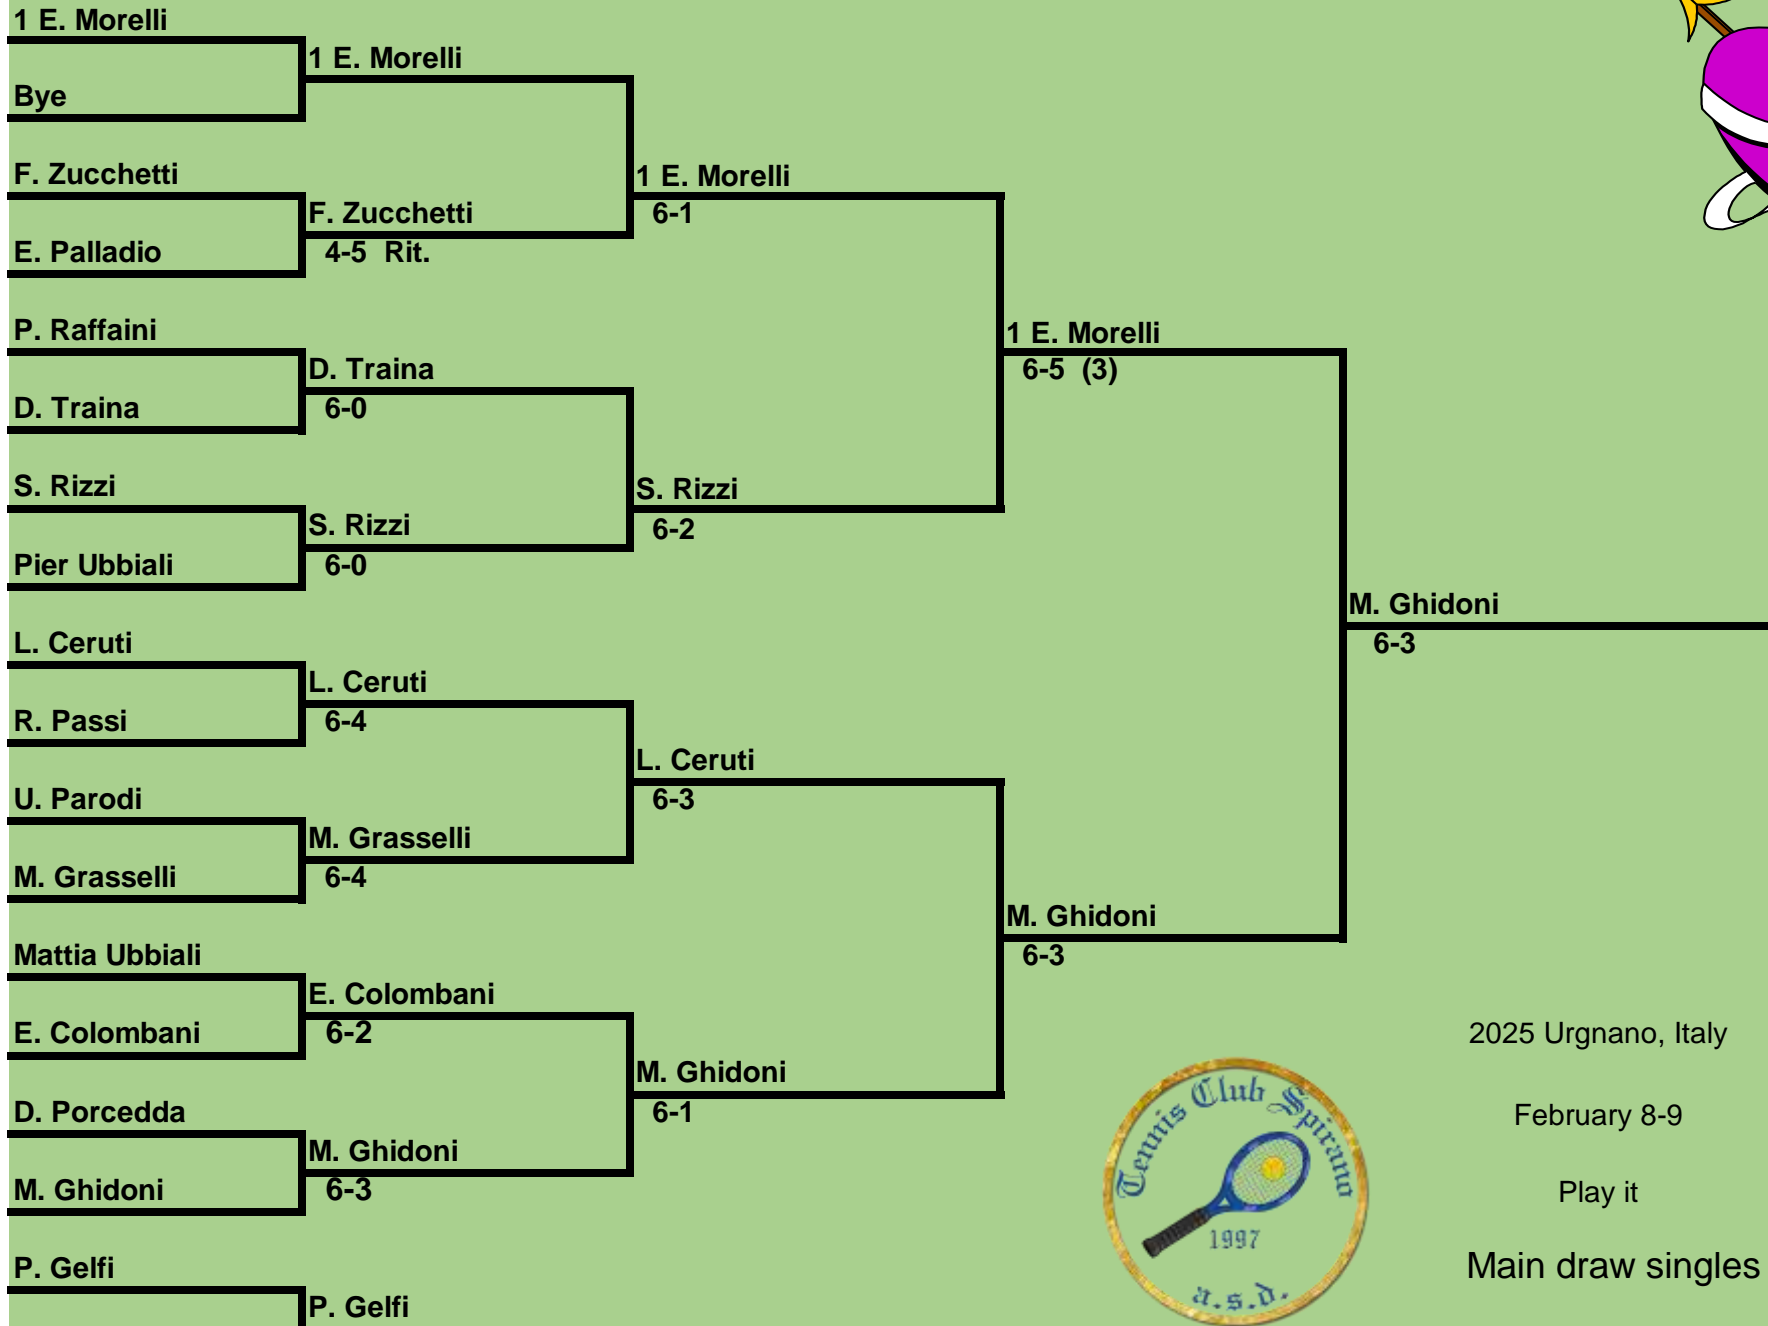 1 E. Morelli
Bye
F. Zucchetti
E. Palladio
P. Raffaini
D. Traina
S. Rizzi
Pier Ubbiali
L. Ceruti
R. Passi
U. Parodi
M. Grasselli
Mattia Ubbiali
E. Colombani
D. Porcedda
M. Ghidoni
P. Gelfi
1 E. Morelli
F. Zucchetti
4-5 Rit.
D. Traina
6-0
S. Rizzi
6-0
L. Ceruti
6-4
M. Grasselli
6-4
E. Colombani
6-2
M. Ghidoni
6-3
P. Gelfi
1 E. Morelli
6-1
S. Rizzi
6-2
L. Ceruti
6-3
M. Ghidoni
6-1
1 E. Morelli
6-5 (3)
M. Ghidoni
6-3
M. Ghidoni
6-3
Tennis Club Spirano
1997
a.s.d.
2025 Urgnano, Italy
February 8-9
Play it
Main draw singles